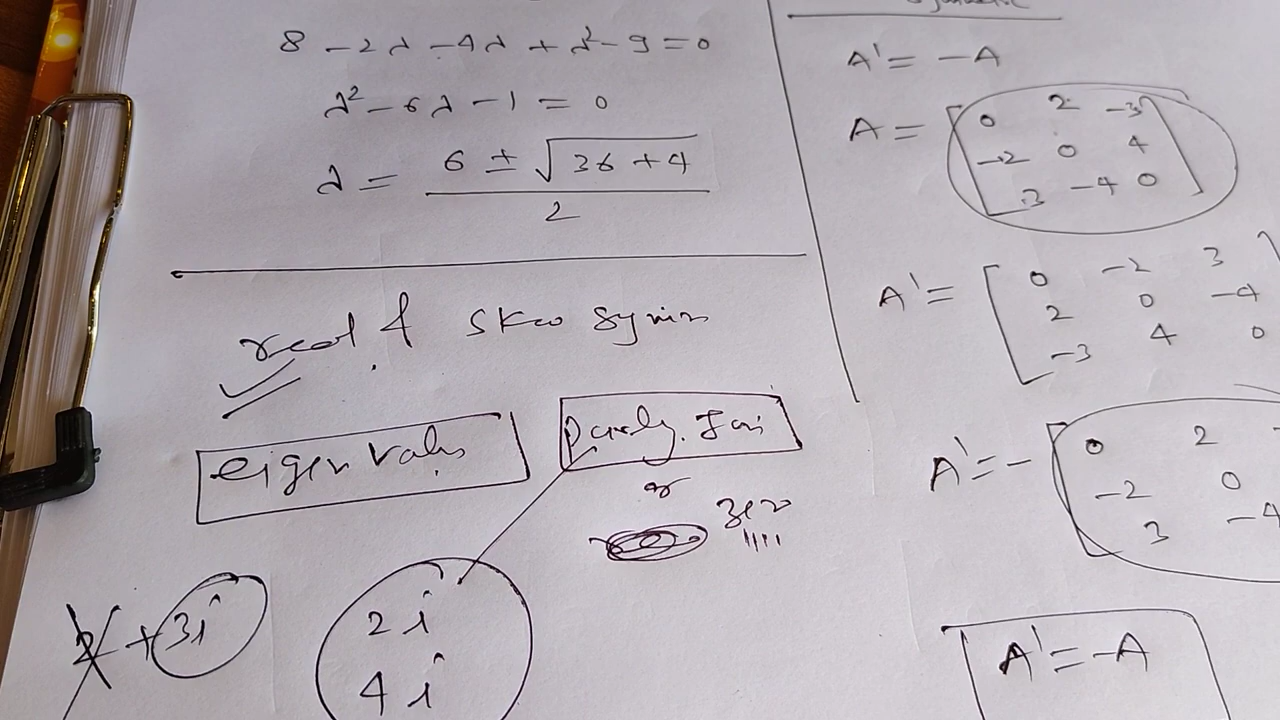 8 - 2λ - 4λ + λ² - 9 = 0
λ² - 6λ - 1 = 0
λ = 6 ± √36 + 4
2
real & skew symm
eigen values
Purely. Im
or
zero
2 + 3i
2i
4i
A' = -A
A = [ 0 2 -3
-2 0 4
3 -4 0 ]
A' = [ 0 -2 3
2 0 -4
-3 4 0
A' = - [ 0 2 -
-2 0
3 -4
A' = -A